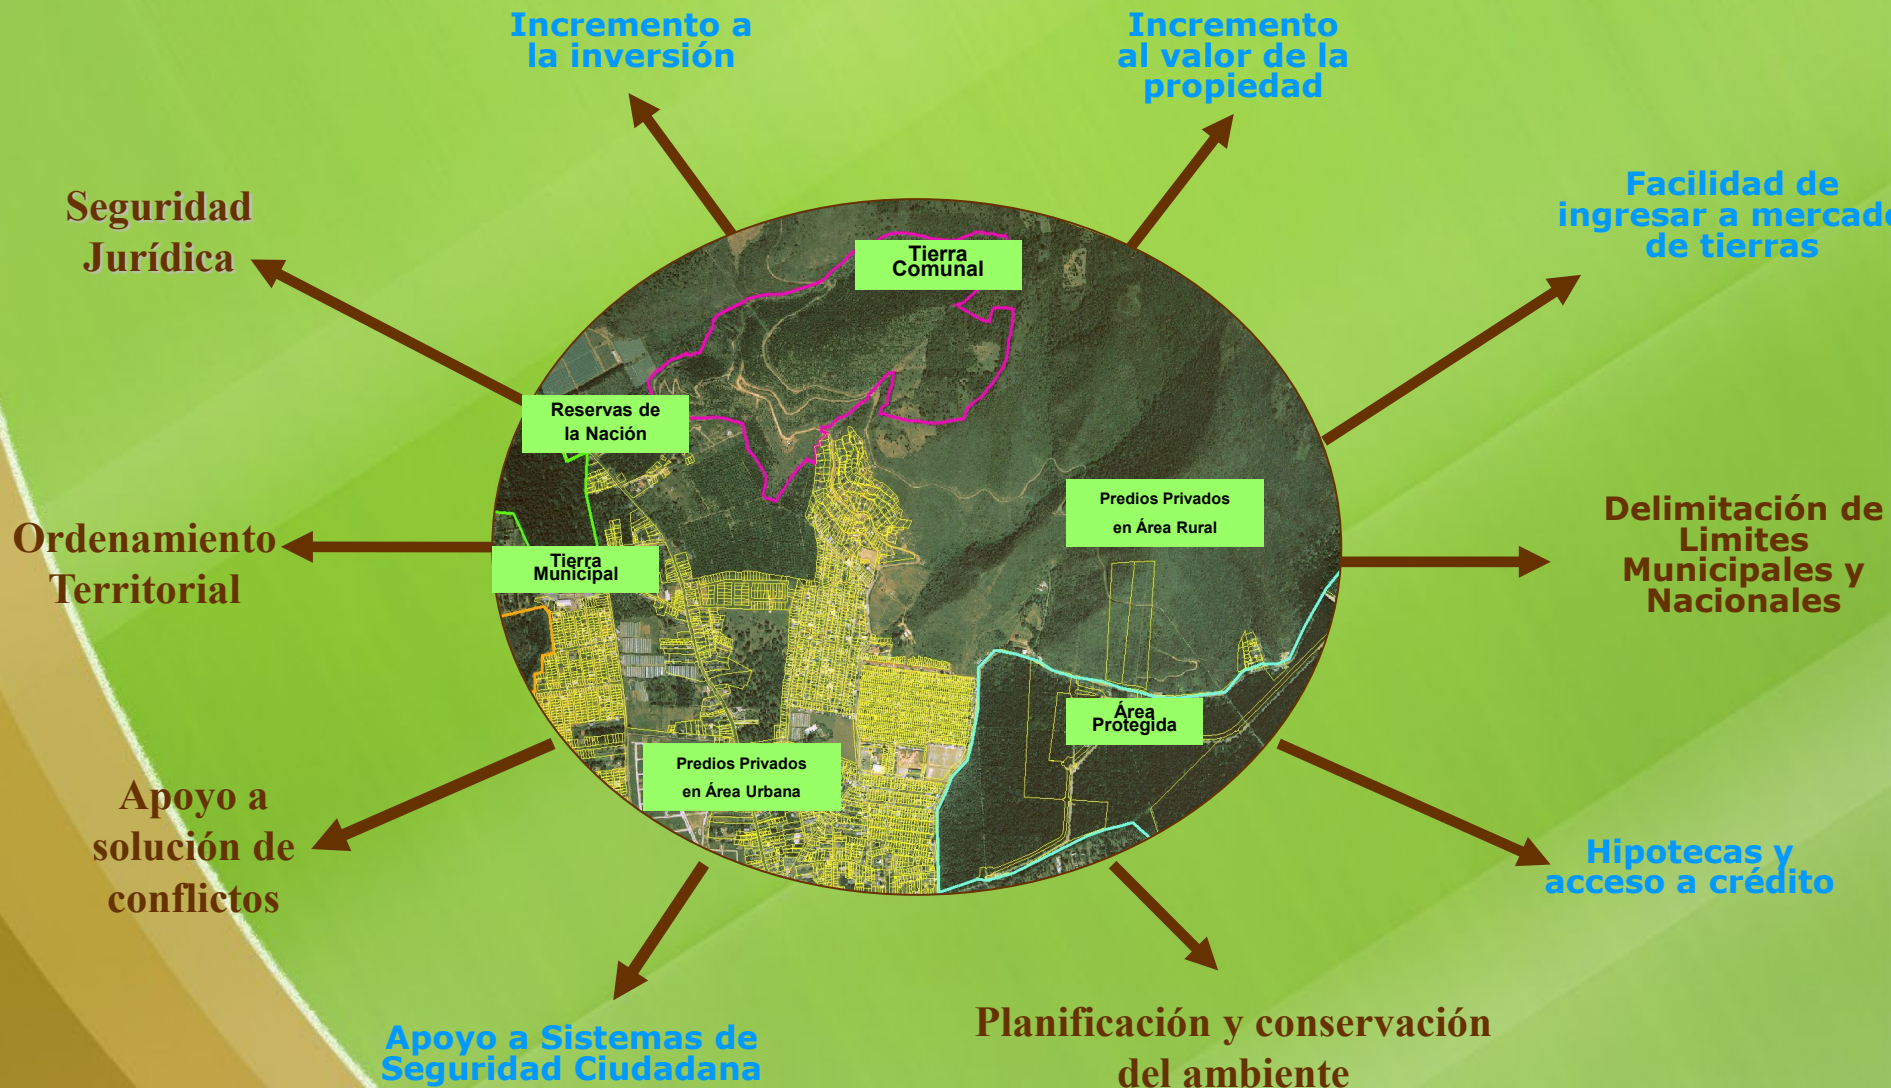 Incremento a
la inversión
Incremento
al valor de la
propiedad
Seguridad
Jurídica
Facilidad de
ingresar a mercado
de tierras
Tierra
Comunal
Reservas de
la Nación
Predios Privados
en Área Rural
Ordenamiento
Territorial
Tierra
Municipal
Delimitación de
Limites
Municipales y
Nacionales
Área
Protegida
Predios Privados
en Área Urbana
Apoyo a
solución de
conflictos
Hipotecas y
acceso a crédito
Apoyo a Sistemas de
Seguridad Ciudadana
Planificación y conservación
del ambiente